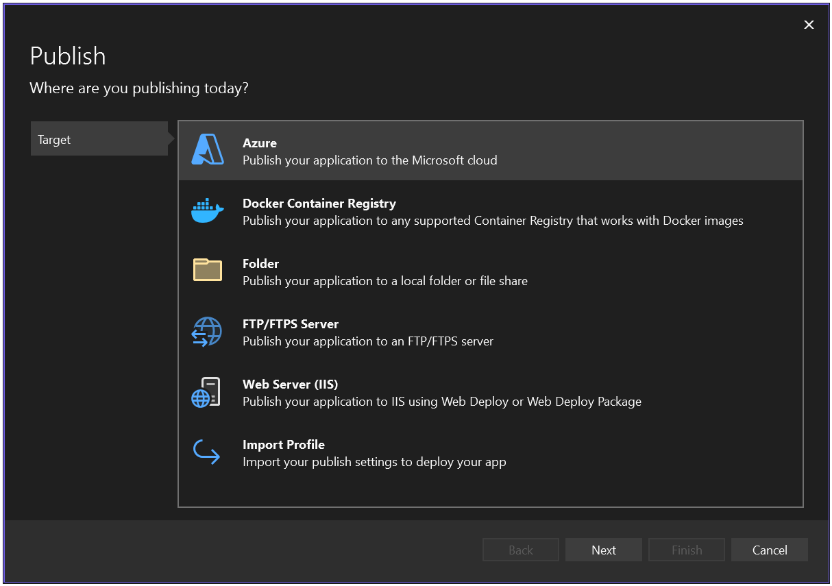 Publish
Where are you publishing today?
Target
Azure
Publish your application to the Microsoft cloud
Docker Container Registry
Publish your application to any supported Container Registry that works with Docker images
Folder
Publish your application to a local folder or file share
FTP/FTPS Server
Publish your application to an FTP/FTPS server
Web Server (IIS)
Publish your application to IIS using Web Deploy or Web Deploy Package
Import Profile
Import your publish settings to deploy your app
Back
Next
Finish
Cancel